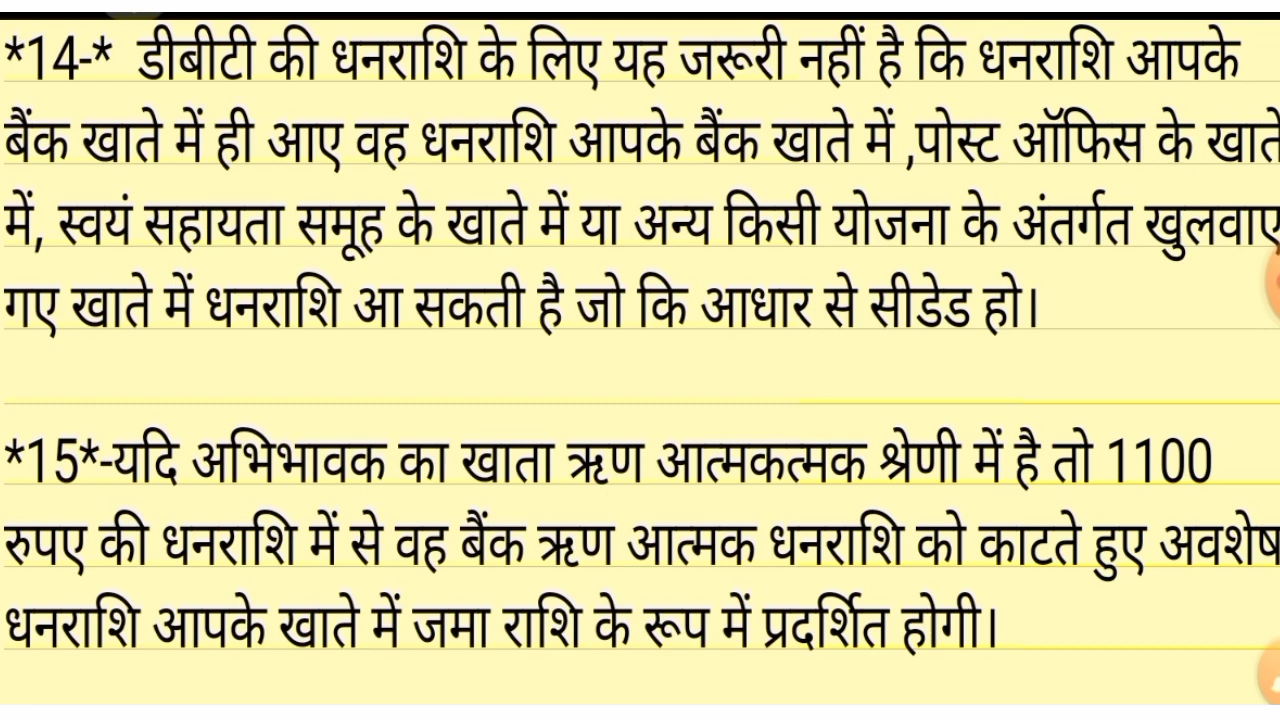 *14-* डीबीटी की धनराशि के लिए यह जरूरी नहीं है कि धनराशि आपके
बैंक खाते में ही आए वह धनराशि आपके बैंक खाते में ,पोस्ट ऑफिस के खाते
में, स्वयं सहायता समूह के खाते में या अन्य किसी योजना के अंतर्गत खुलवाए
गए खाते में धनराशि आ सकती है जो कि आधार से सीडेड हो।
*15*-यदि अभिभावक का खाता ऋण आत्मकत्मक श्रेणी में है तो 1100
रुपए की धनराशि में से वह बैंक ऋण आत्मक धनराशि को काटते हुए अवशेष
धनराशि आपके खाते में जमा राशि के रूप में प्रदर्शित होगी।